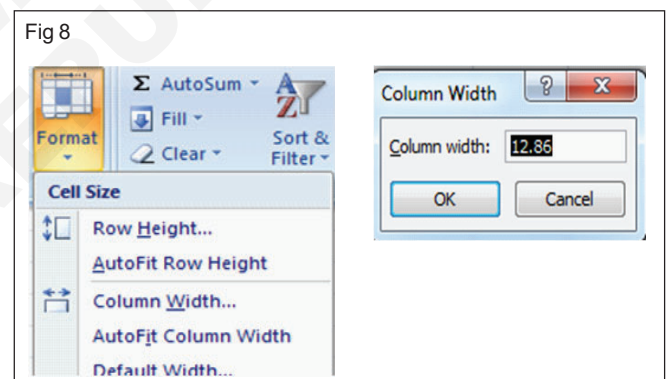 Fig 8
Format
Σ AutoSum
Fill
Clear
Sort &
Filter
Cell Size
Row Height...
AutoFit Row Height
Column Width...
AutoFit Column Width
Default Width...
Column Width
Column width: 12.86
OK Cancel